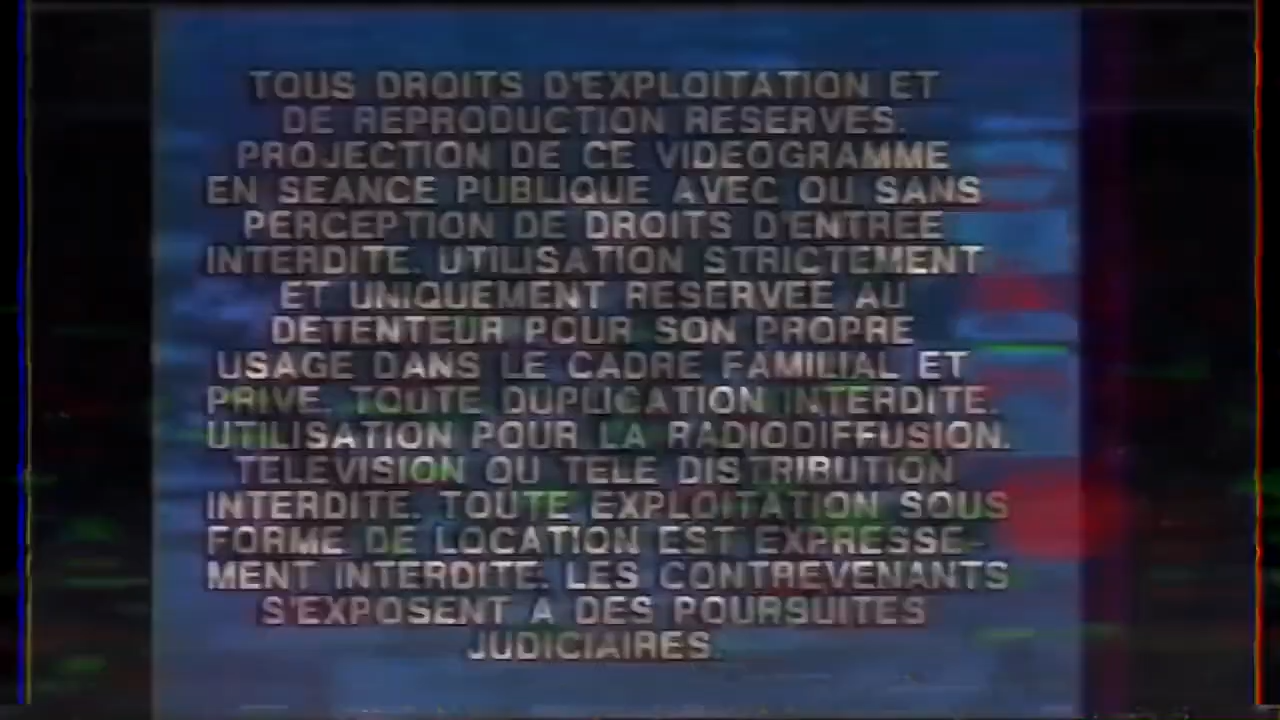 TOUS DROITS D'EXPLOITATION ET
DE REPRODUCTION RESERVES.
PROJECTION DE CE VIDEOGRAMME
EN SEANCE PUBLIQUE AVEC OU SANS
PERCEPTION DE DROITS D'ENTREE
INTERDITE. UTILISATION STRICTEMENT
ET UNIQUEMENT RESERVEE AU
DETENTEUR POUR SON PROPRE
USAGE DANS LE CADRE FAMILIAL ET
PRIVE. TOUTE DUPLICATION INTERDITE.
UTILISATION POUR LA RADIODIFFUSION.
TELEVISION OU TELE DISTRIBUTION
INTERDITE. TOUTE EXPLOITATION SOUS
FORME DE LOCATION EST EXPRESSE-
MENT INTERDITE. LES CONTREVENANTS
S'EXPOSENT A DES POURSUITES
JUDICIAIRES.